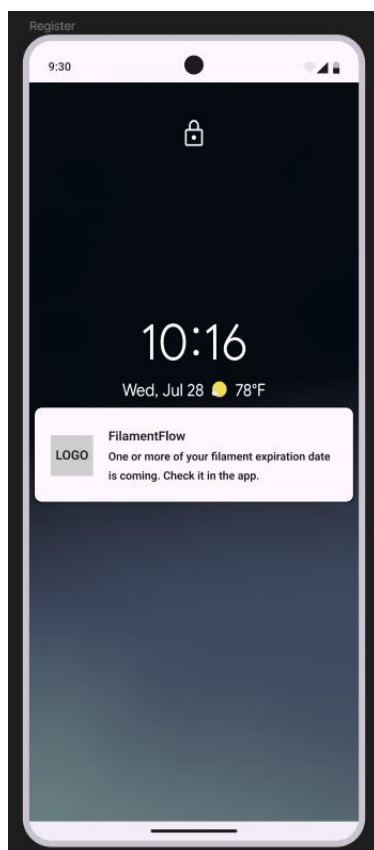 Register
9:30
10:16
Wed, Jul 28 78°F
LOGO
FilamentFlow
One or more of your filament expiration date
is coming. Check it in the app.